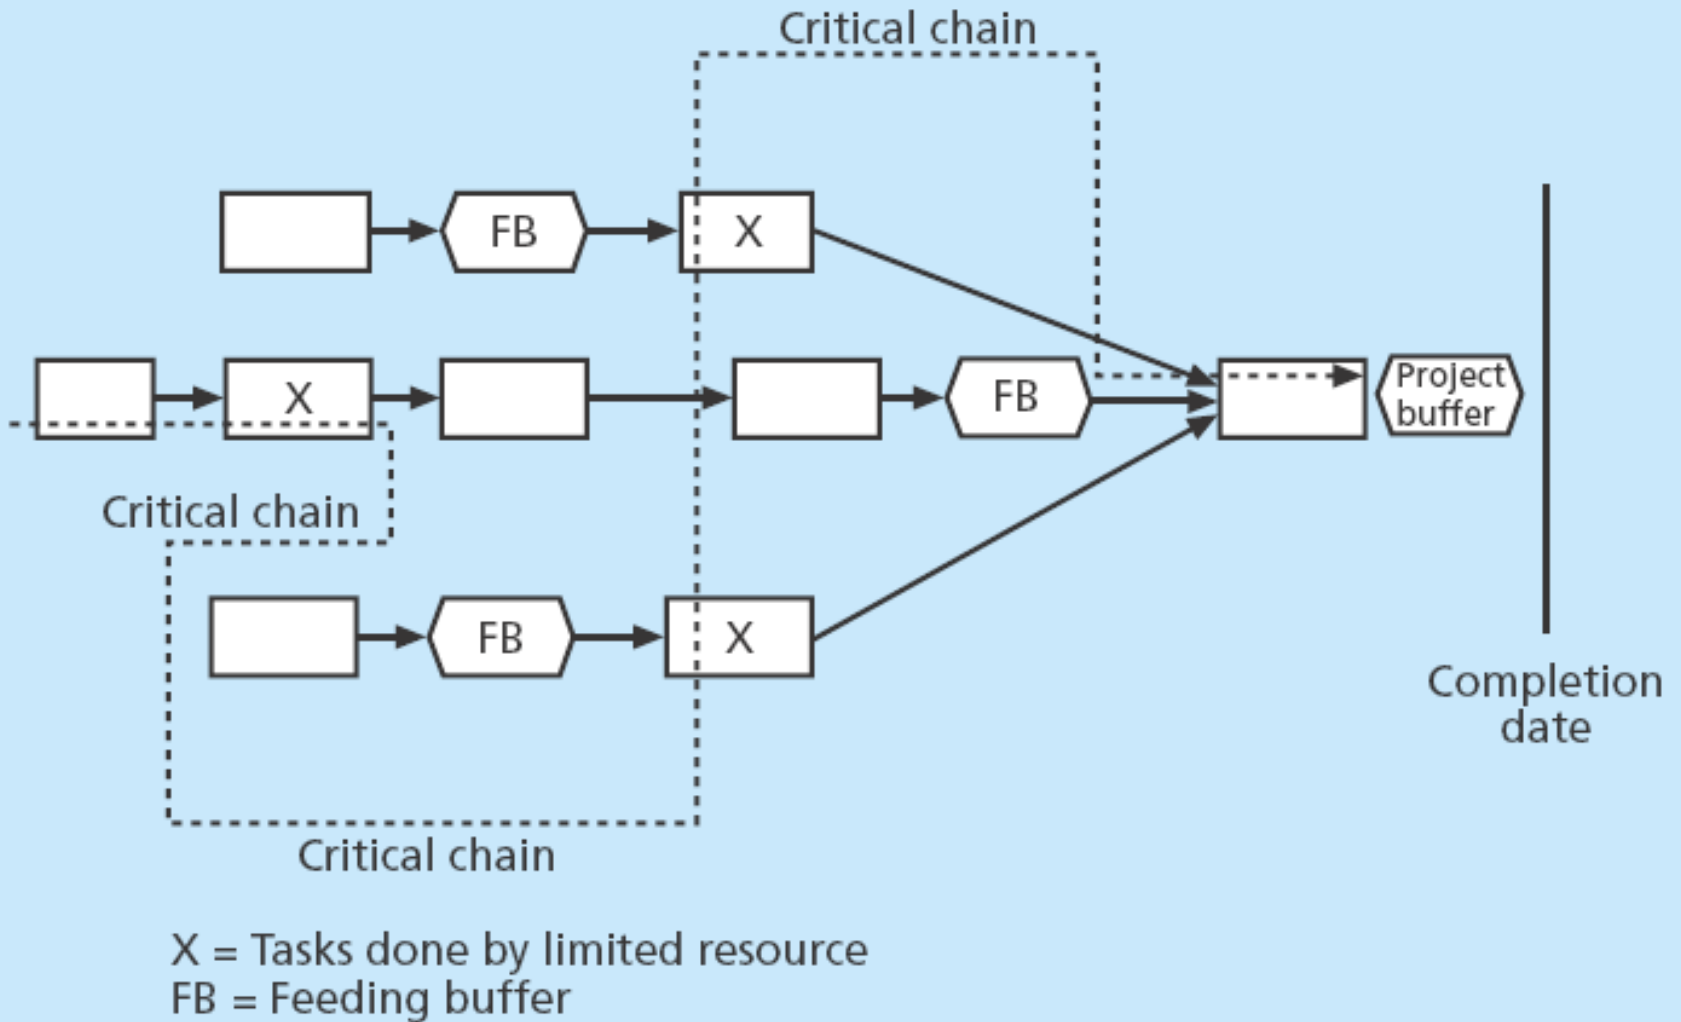 Critical chain
FB
X
X
FB
Project
buffer
Critical chain
FB
X
Completion
date
Critical chain
X = Tasks done by limited resource
FB = Feeding buffer